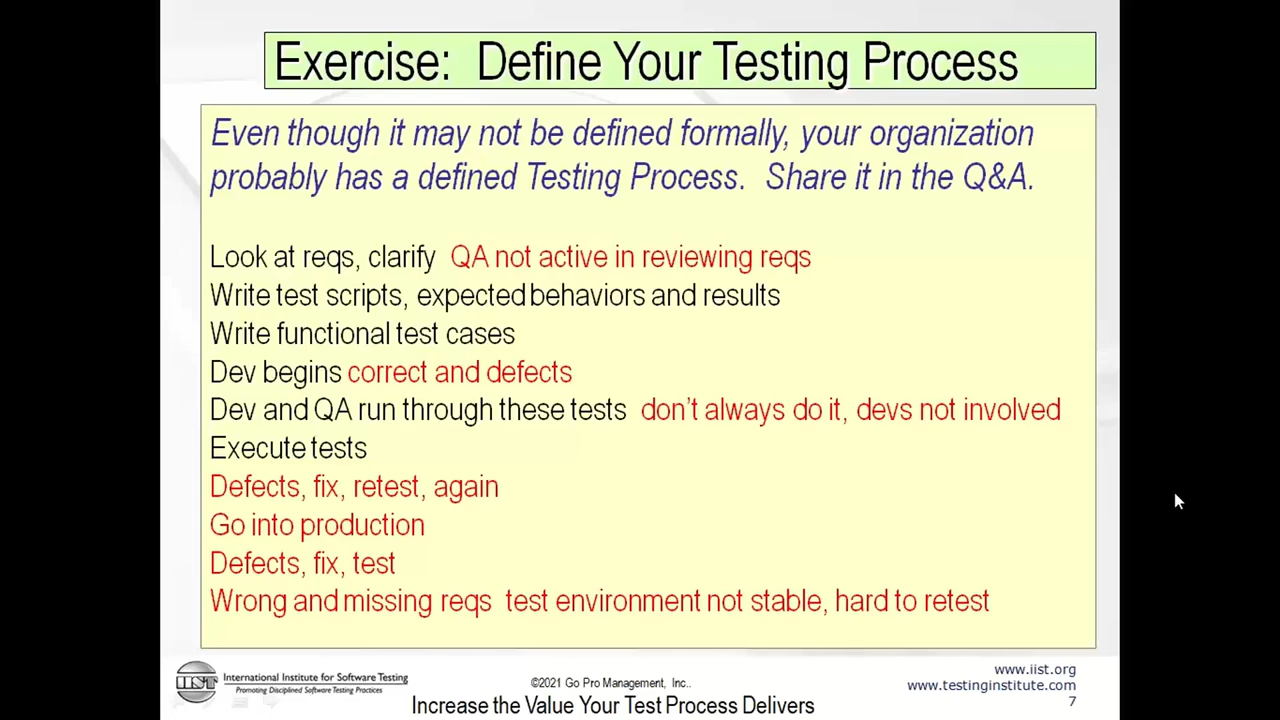 Exercise: Define Your Testing Process
Even though it may not be defined formally, your organization
probably has a defined Testing Process. Share it in the Q&A.
Look at reqs, clarify QA not active in reviewing reqs
Write test scripts, expected behaviors and results
Write functional test cases
Dev begins correct and defects
Dev and QA run through these tests don't always do it, devs not involved
Execute tests
Defects, fix, retest, again
Go into production
Defects, fix, test
Wrong and missing reqs test environment not stable, hard to retest
IIST
International Institute for Software Testing
Promoting Disciplined Software Testing Practices
©2021 Go Pro Management, Inc..
Increase the Value Your Test Process Delivers
www.iist.org
www.testinginstitute.com
7